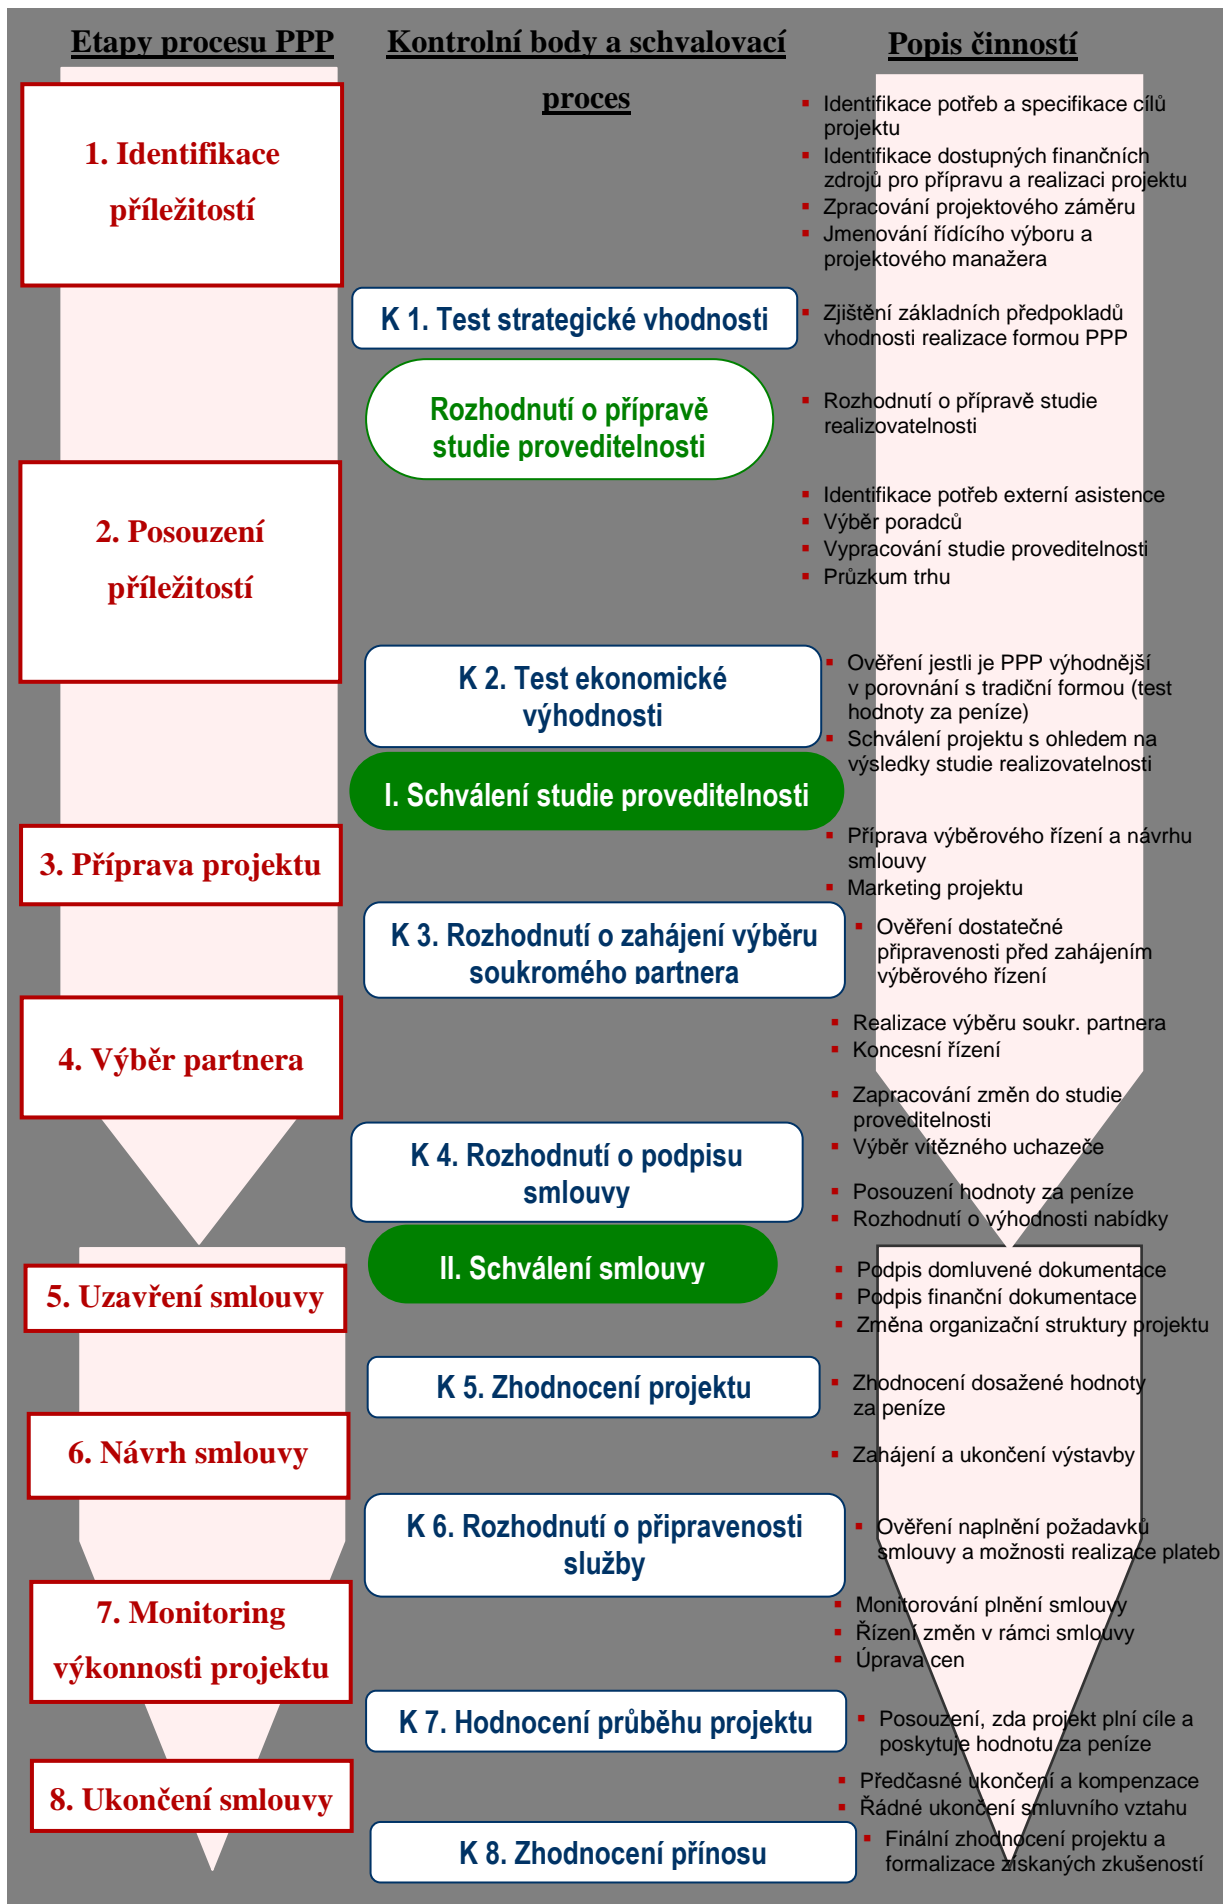 Etapy procesu PPP
Kontrolní body a schvalovací
proces
Popis činností
1. Identifikace
příležitostí
▪ Identifikace potřeb a specifikace cílů
projektu
▪ Identifikace dostupných finančních
zdrojů pro přípravu a realizaci projektu
▪ Zpracování projektového záměru
▪ Jmenování řídícího výboru a
projektového manažera
K 1. Test strategické vhodnosti
▪ Zjištění základních předpokladů
vhodnosti realizace formou PPP
Rozhodnutí o přípravě
studie proveditelnosti
▪ Rozhodnutí o přípravě studie
realizovatelnosti
2. Posouzení
příležitostí
▪ Identifikace potřeb externí asistence
▪ Výběr poradců
▪ Vypracování studie proveditelnosti
▪ Průzkum trhu
K 2. Test ekonomické
výhodnosti
▪ Ověření jestli je PPP výhodnější
v porovnání s tradiční formou (test
hodnoty za peníze)
▪ Schválení projektu s ohledem na
výsledky studie realizovatelnosti
I. Schválení studie proveditelnosti
3. Příprava projektu
▪ Příprava výběrového řízení a návrhu
smlouvy
▪ Marketing projektu
K 3. Rozhodnutí o zahájení výběru
soukromého partnera
▪ Ověření dostatečné
připravenosti před zahájením
výběrového řízení
4. Výběr partnera
▪ Realizace výběru soukr. partnera
▪ Koncesní řízení
▪ Zapracování změn do studie
proveditelnosti
▪ Výběr vítězného uchazeče
K 4. Rozhodnutí o podpisu
smlouvy
▪ Posouzení hodnoty za peníze
▪ Rozhodnutí o výhodnosti nabídky
II. Schválení smlouvy
5. Uzavření smlouvy
▪ Podpis domluvené dokumentace
▪ Podpis finanční dokumentace
▪ Změna organizační struktury projektu
K 5. Zhodnocení projektu
▪ Zhodnocení dosažené hodnoty
za peníze
6. Návrh smlouvy
▪ Zahájení a ukončení výstavby
K 6. Rozhodnutí o připravenosti
služby
▪ Ověření naplnění požadavků
smlouvy a možnosti realizace plateb
7. Monitoring
výkonnosti projektu
▪ Monitorování plnění smlouvy
▪ Řízení změn v rámci smlouvy
▪ Úprava cen
K 7. Hodnocení průběhu projektu
▪ Posouzení, zda projekt plní cíle a
poskytuje hodnotu za peníze
8. Ukončení smlouvy
▪ Předčasné ukončení a kompenzace
▪ Řádné ukončení smluvního vztahu
K 8. Zhodnocení přínosu
▪ Finální zhodnocení projektu a
formalizace získaných zkušeností